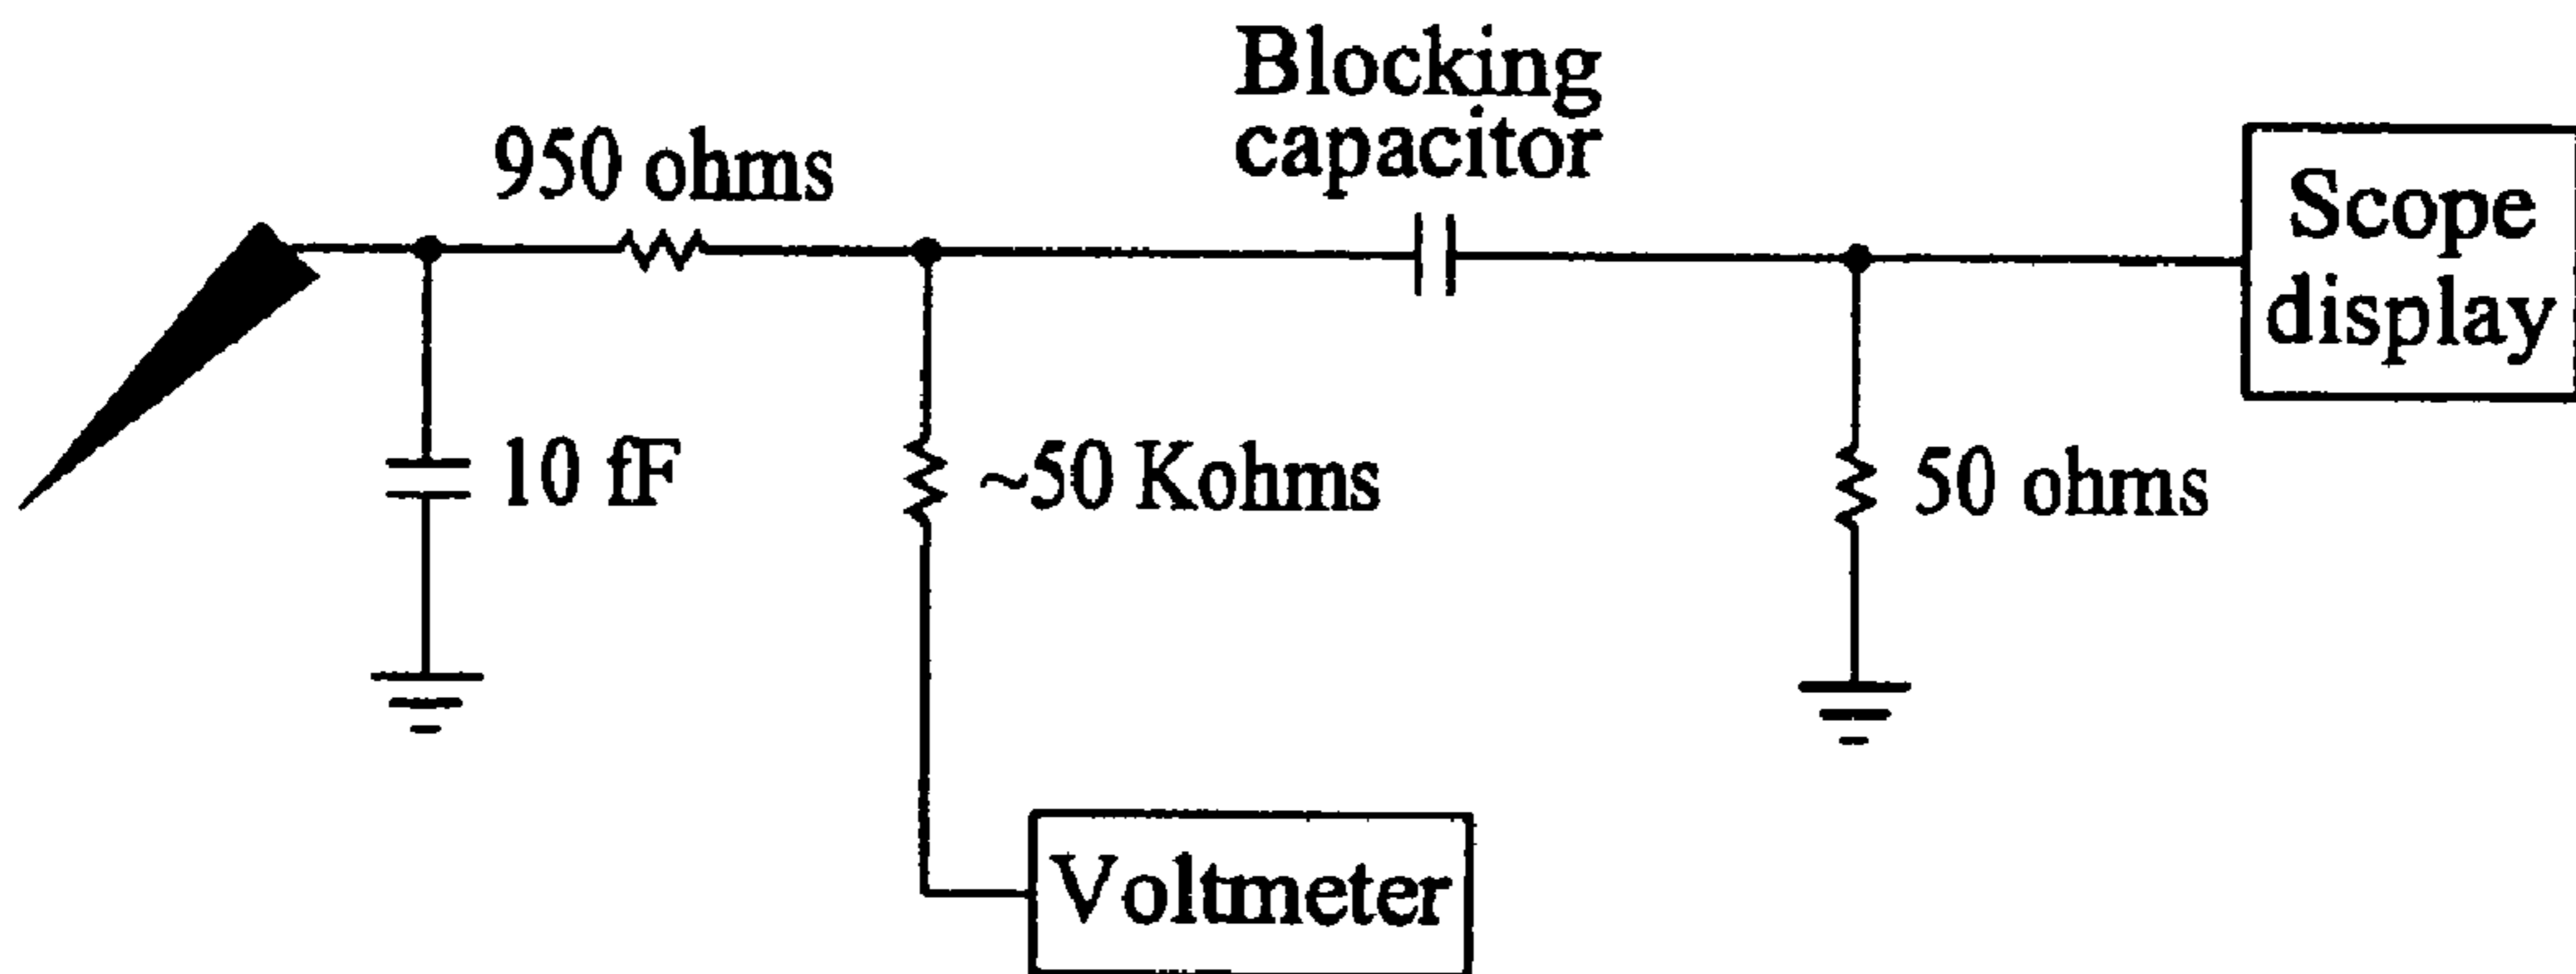 Blocking
capacitor
950 ohms
Scope
display
10 fF
~50 Kohms
50 ohms
Voltmeter